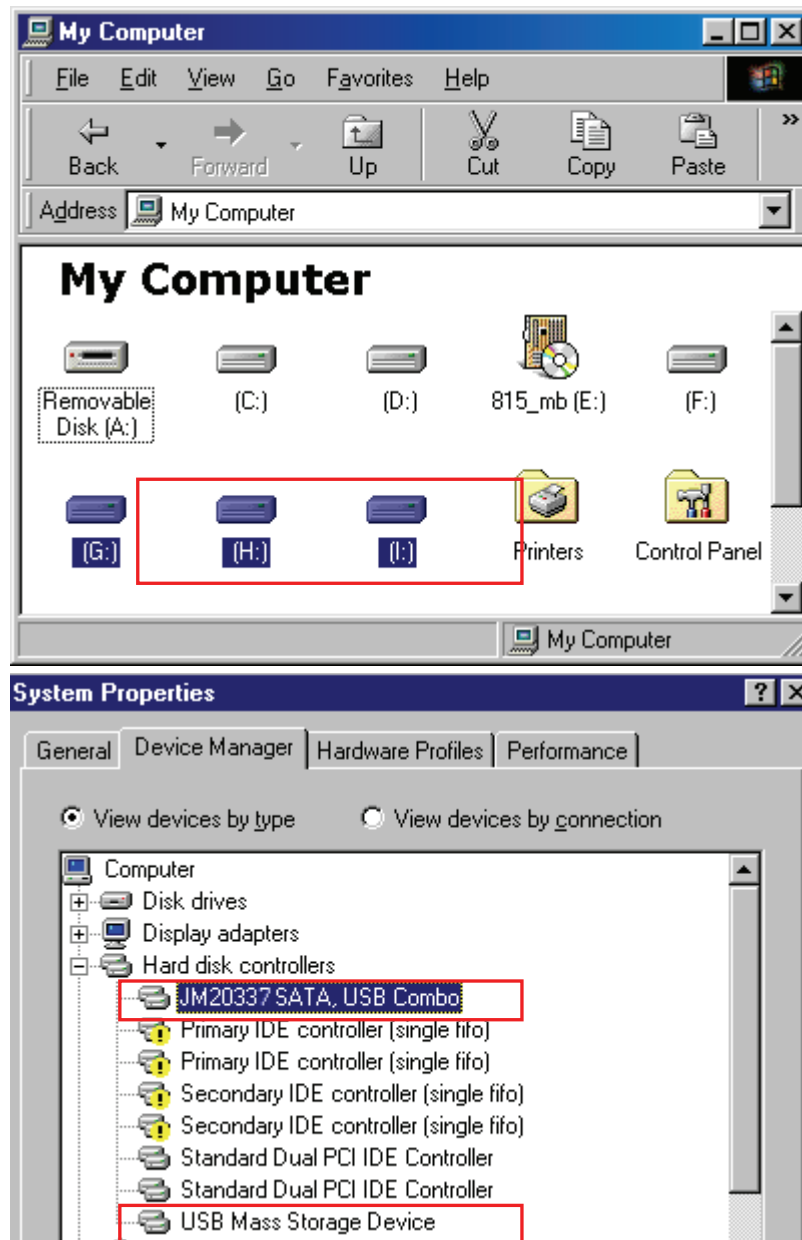 My Computer
File Edit View Go Favorites Help
Back Forward Up Cut Copy Paste »
Address My Computer
My Computer
Removable Disk (A:) (C:) (D:) 815_mb (E:) (F:)
(G:) (H:) (I:) Printers Control Panel
My Computer
System Properties
General Device Manager Hardware Profiles Performance
View devices by type View devices by connection
Computer
Disk drives
Display adapters
Hard disk controllers
JM20337 SATA, USB Combo
Primary IDE controller (single fifo)
Primary IDE controller (single fifo)
Secondary IDE controller (single fifo)
Secondary IDE controller (single fifo)
Standard Dual PCI IDE Controller
Standard Dual PCI IDE Controller
USB Mass Storage Device